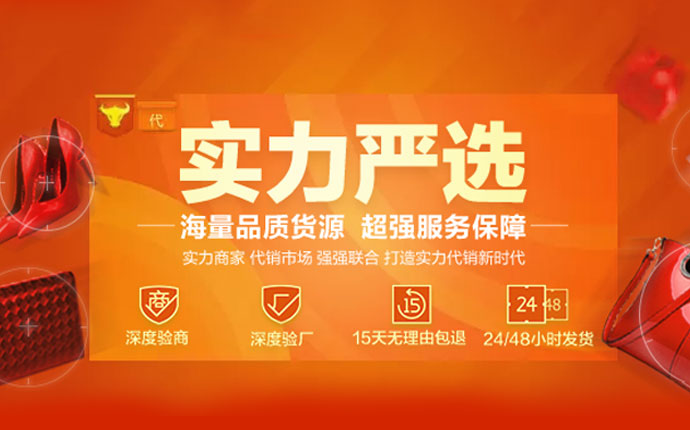 代
实力严选
海量品质货源 超强服务保障
实力商家 代销市场 强强联合 打造实力代销新时代
商 厂 15 24 48
深度验商 深度验厂 15天无理由包退 24/48小时发货